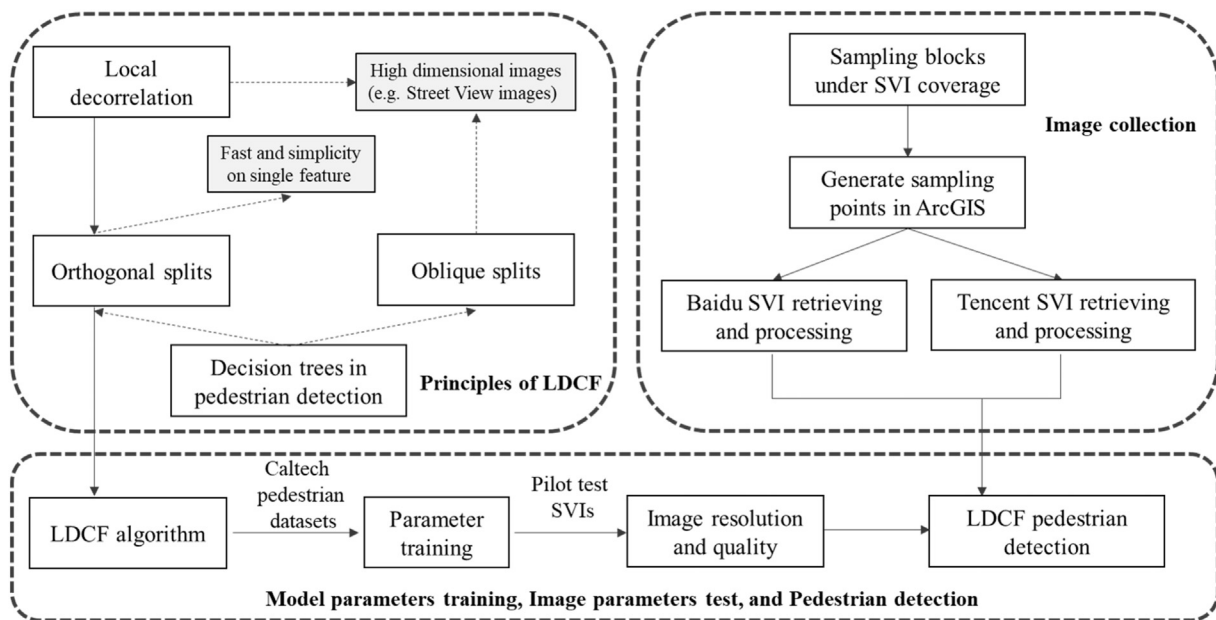 Local
decorrelation
High dimensional images
(e.g. Street View images)
Fast and simplicity
on single feature
Orthogonal splits
Oblique splits
Decision trees in
pedestrian detection
Principles of LDCF
Sampling blocks
under SVI coverage
Image collection
Generate sampling
points in ArcGIS
Baidu SVI retrieving
and processing
Tencent SVI retrieving
and processing
LDCF algorithm
Caltech
pedestrian
datasets
Parameter
training
Pilot test
SVIs
Image resolution
and quality
LDCF pedestrian
detection
Model parameters training, Image parameters test, and Pedestrian detection